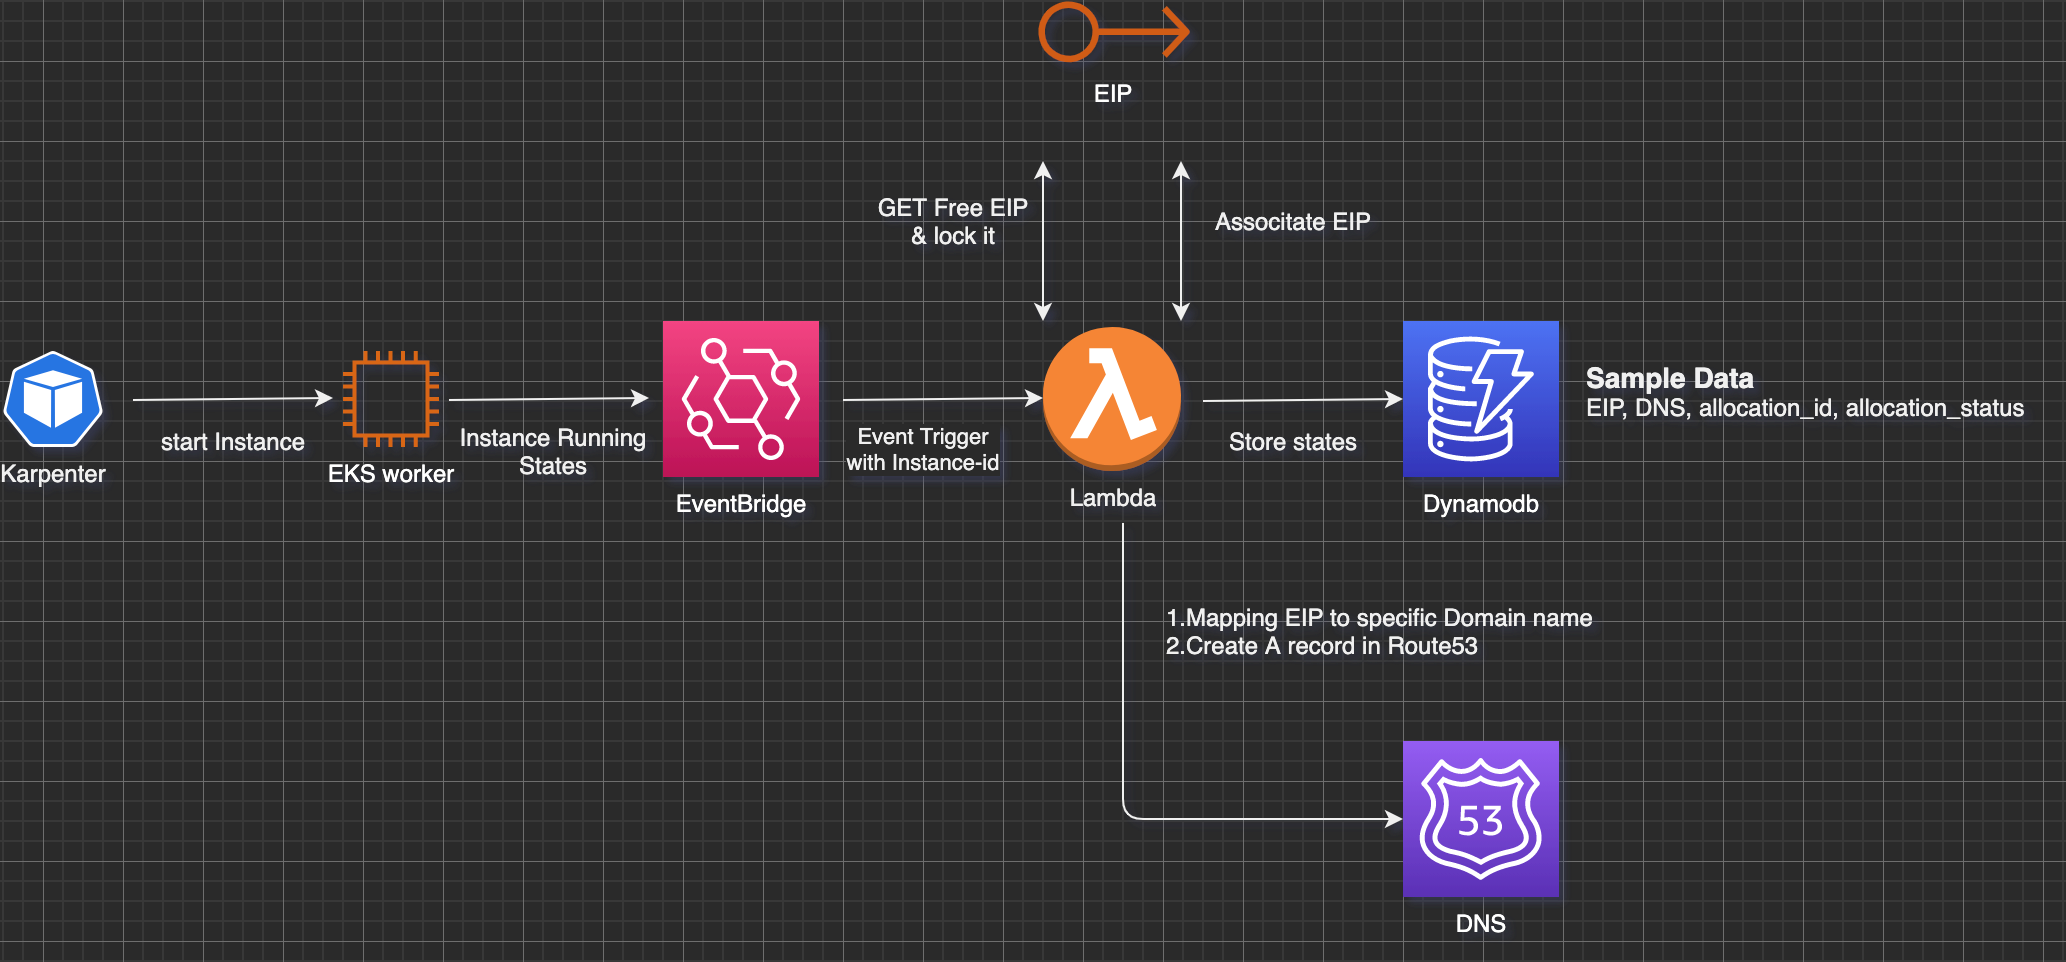 EIP
GET Free EIP
& lock it
Associtate EIP
Karpenter
start Instance
EKS worker
Instance Running
States
EventBridge
Event Trigger
with Instance-id
Lambda
Store states
Dynamodb
Sample Data
EIP, DNS, allocation_id, allocation_status
1.Mapping EIP to specific Domain name
2.Create A record in Route53
53
DNS